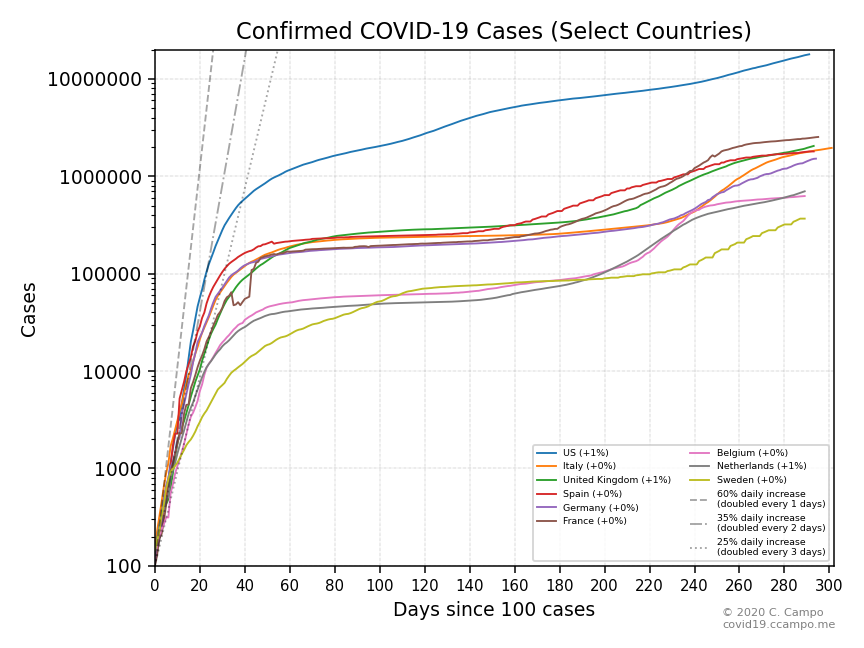 Confirmed COVID-19 Cases (Select Countries)
10000000
1000000
100000
10000
1000
100
Cases
0 20 40 60 80 100 120 140 160 180 200 220 240 260 280 300
Days since 100 cases
US (+1%)
Italy (+0%)
United Kingdom (+1%)
Spain (+0%)
Germany (+0%)
France (+0%)
Belgium (+0%)
Netherlands (+1%)
Sweden (+0%)
60% daily increase
(doubled every 1 days)
35% daily increase
(doubled every 2 days)
25% daily increase
(doubled every 3 days)
© 2020 C. Campo
covid19.ccampo.me